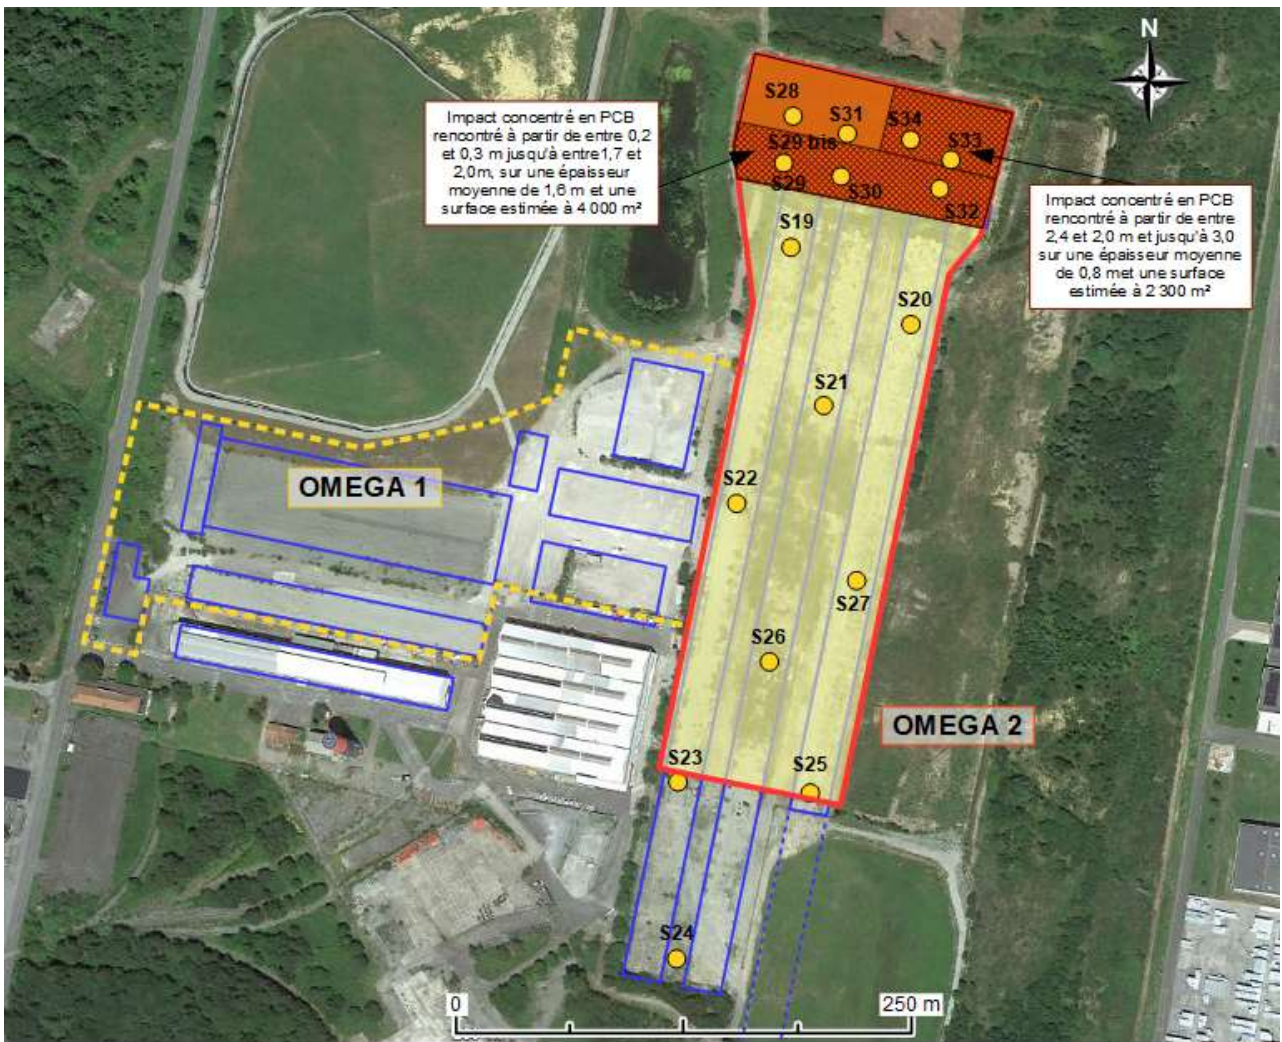 N
S28
S31
S34
S33
S29 bis
S29
S30
S32
Impact concentré en PCB
rencontré à partir de entre 0,2
et 0,3 m jusqu'à entre1,7 et
2,0m, sur une épaisseur
moyenne de 1,6 m et une
surface estimée à 4 000 m²
Impact concentré en PCB
rencontré à partir de entre
2,4 et 2,0 m et jusqu'à 3,0
sur une épaisseur moyenne
de 0,8 met une surface
estimée à 2 300 m²
S19
S20
S21
S22
OMEGA 1
S27
S26
OMEGA 2
S23
S25
S24
0
250 m